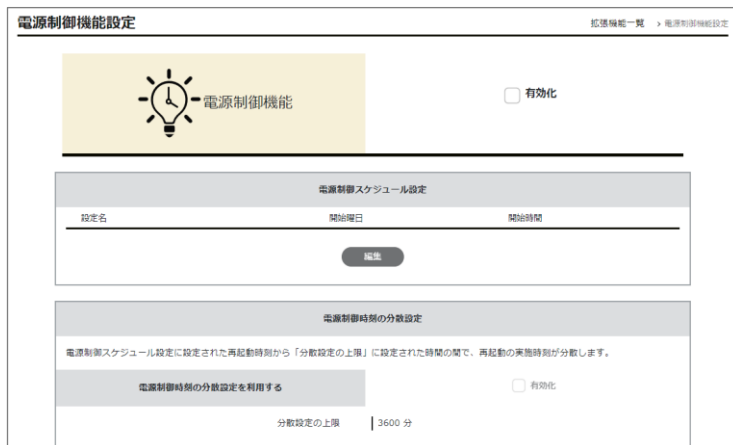 電源制御機能設定
拡張機能一覧 > 電源制御機能設定
電源制御機能
有効化
電源制御スケジュール設定
設定名 開始曜日 開始時間
編集
電源制御時刻の分散設定
電源制御スケジュール設定に設定された再起動時刻から「分散設定の上限」に設定された時間の間で、再起動の実施時刻が分散します。
電源制御時刻の分散設定を利用する 有効化
分散設定の上限 3600 分